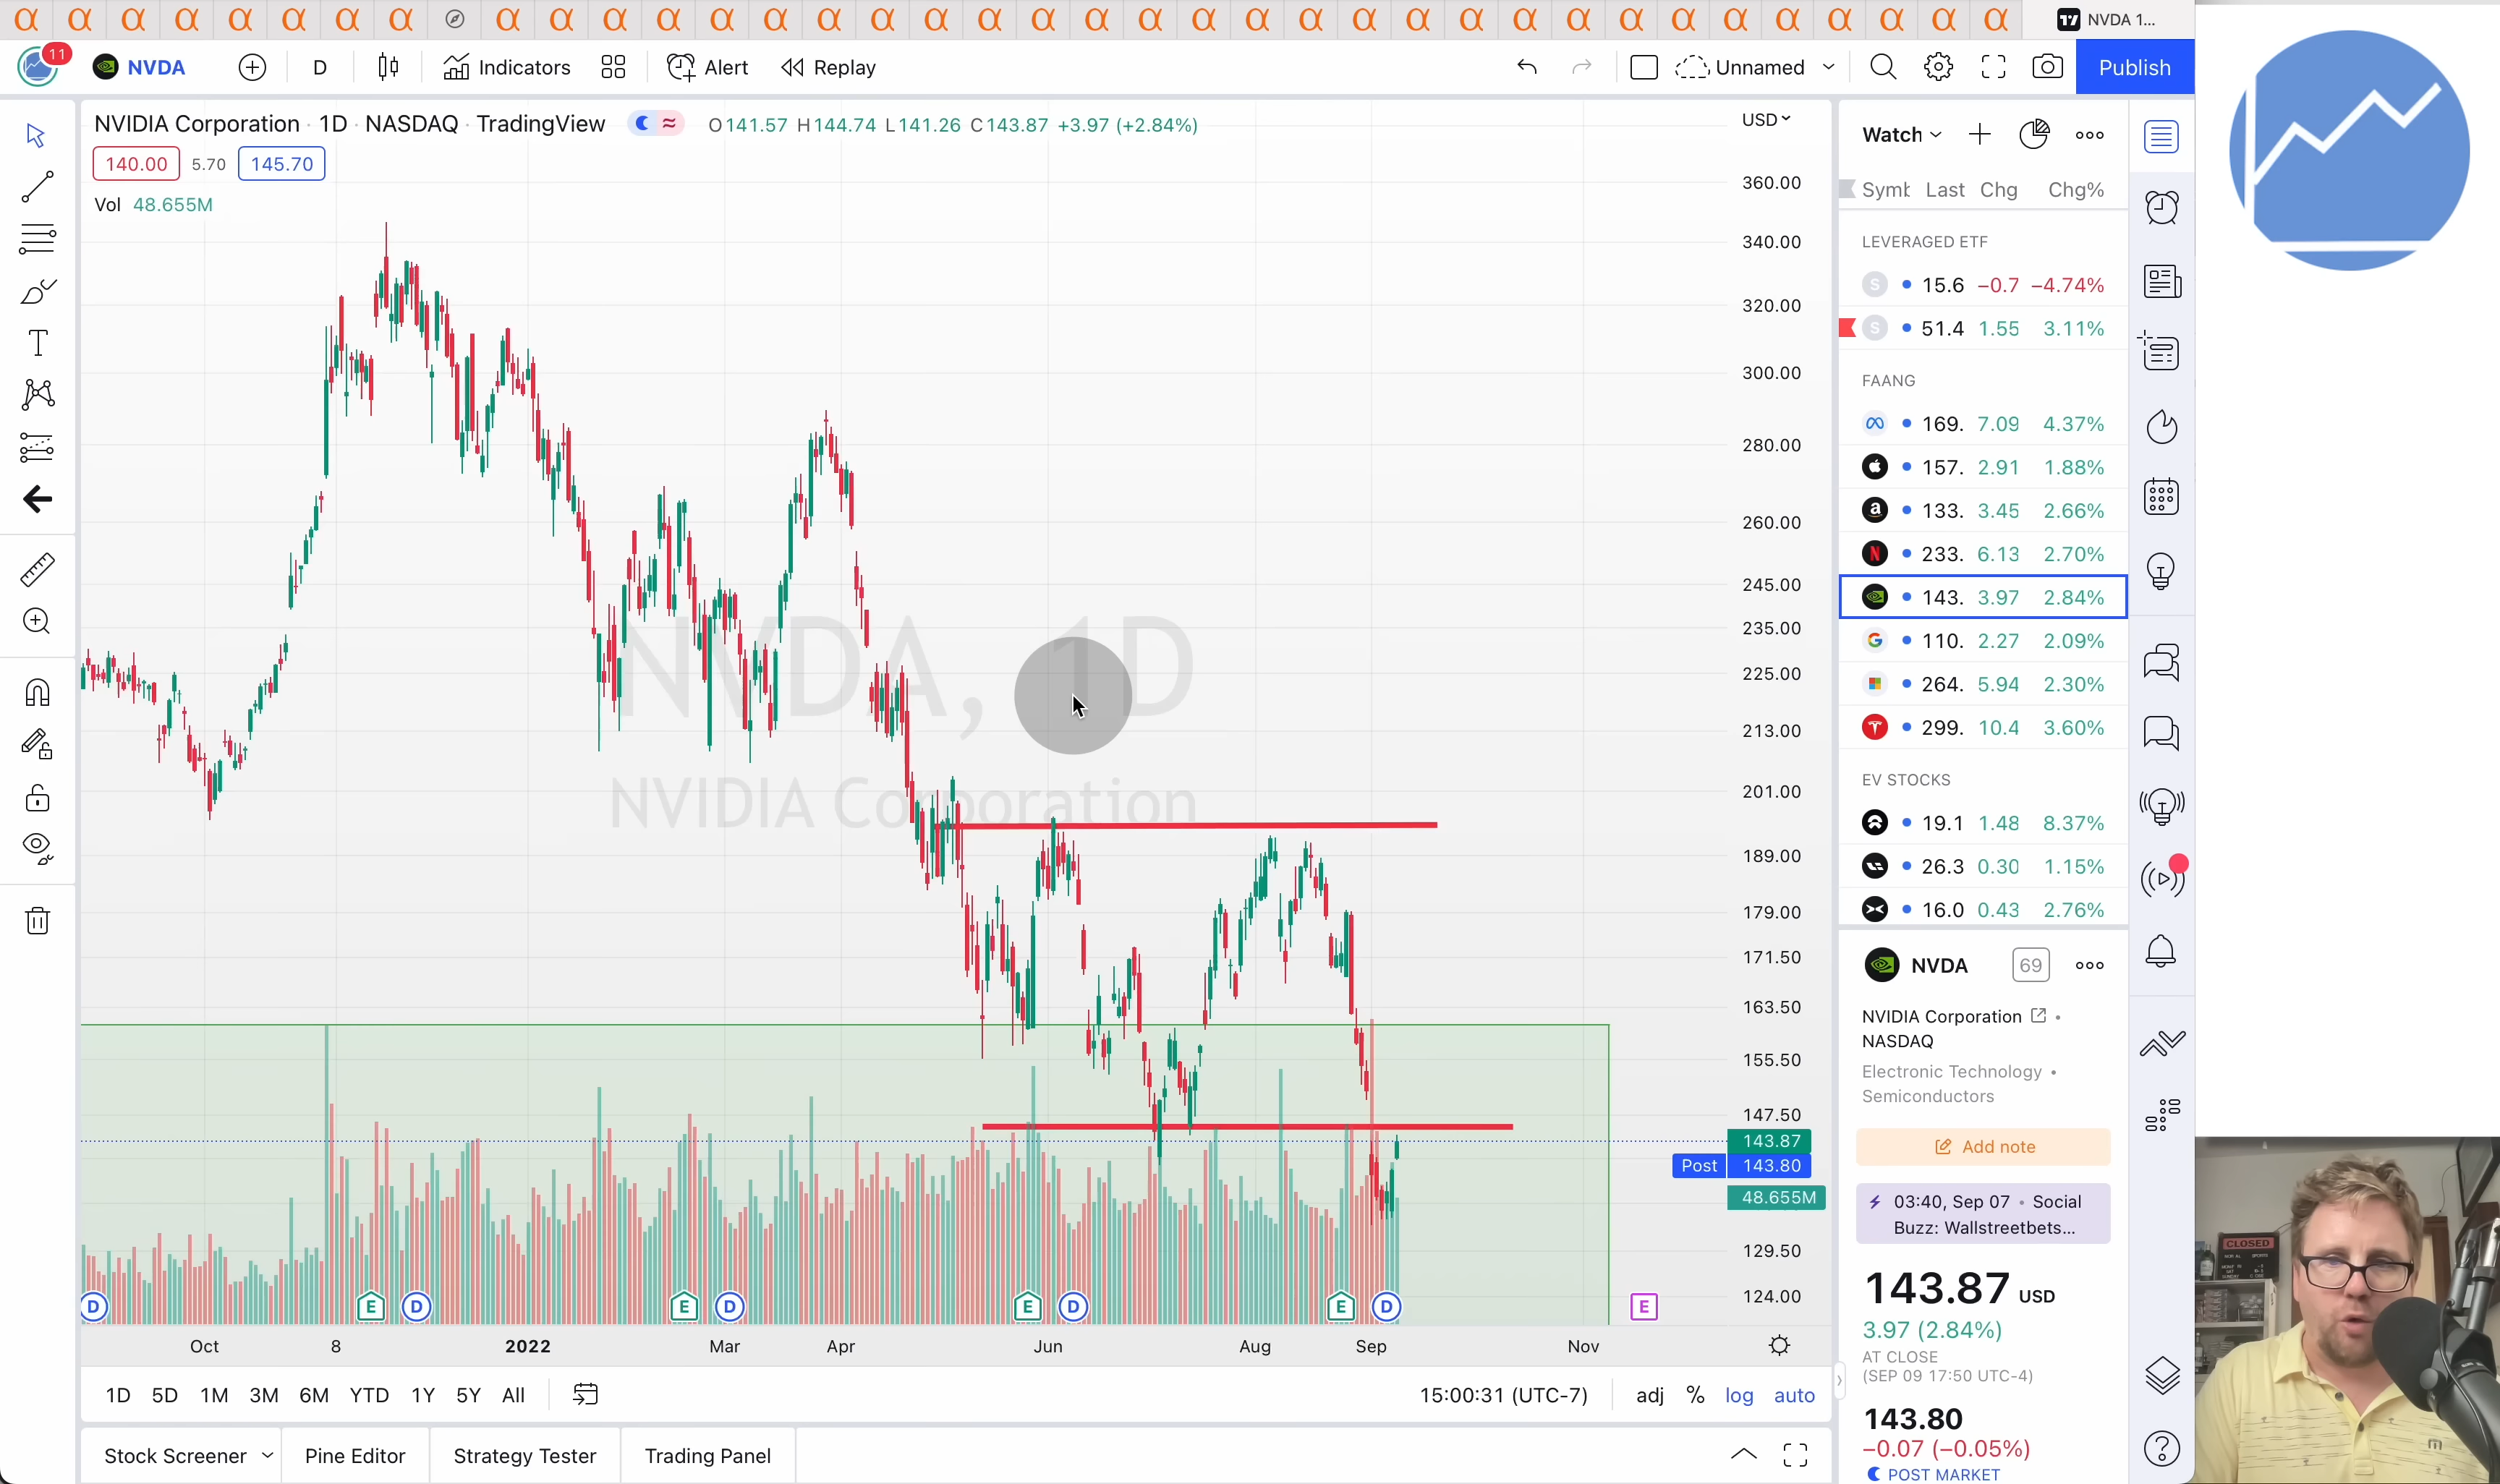 NVDA 1...
11
NVDA
D
Indicators
Alert
Replay
Unnamed
Publish
NVIDIA Corporation · 1D · NASDAQ · TradingView
O141.57 H144.74 L141.26 C143.87 +3.97 (+2.84%)
140.00
5.70
145.70
Vol 48.655M
NVDA, 1D
NVIDIA Corporation
USD
360.00
340.00
320.00
300.00
280.00
260.00
245.00
235.00
225.00
213.00
201.00
189.00
179.00
171.50
163.50
155.50
147.50
143.87
Post 143.80
48.655M
129.50
124.00
D E D E D E D E D E
Oct 8 2022 Mar Apr Jun Aug Sep Nov
1D 5D 1M 3M 6M YTD 1Y 5Y All
15:00:31 (UTC-7)
adj % log auto
Stock Screener
Pine Editor
Strategy Tester
Trading Panel
Watch
Symb Last Chg Chg%
LEVERAGED ETF
S 15.6 −0.7 −4.74%
S 51.4 1.55 3.11%
FAANG
169. 7.09 4.37%
157. 2.91 1.88%
133. 3.45 2.66%
233. 6.13 2.70%
143. 3.97 2.84%
110. 2.27 2.09%
264. 5.94 2.30%
299. 10.4 3.60%
EV STOCKS
19.1 1.48 8.37%
26.3 0.30 1.15%
16.0 0.43 2.76%
NVDA
69
NVIDIA Corporation •
NASDAQ
Electronic Technology •
Semiconductors
Add note
03:40, Sep 07 • Social
Buzz: Wallstreetbets...
143.87 USD
3.97 (2.84%)
AT CLOSE
(SEP 09 17:50 UTC-4)
143.80
−0.07 (−0.05%)
POST MARKET
CLOSED